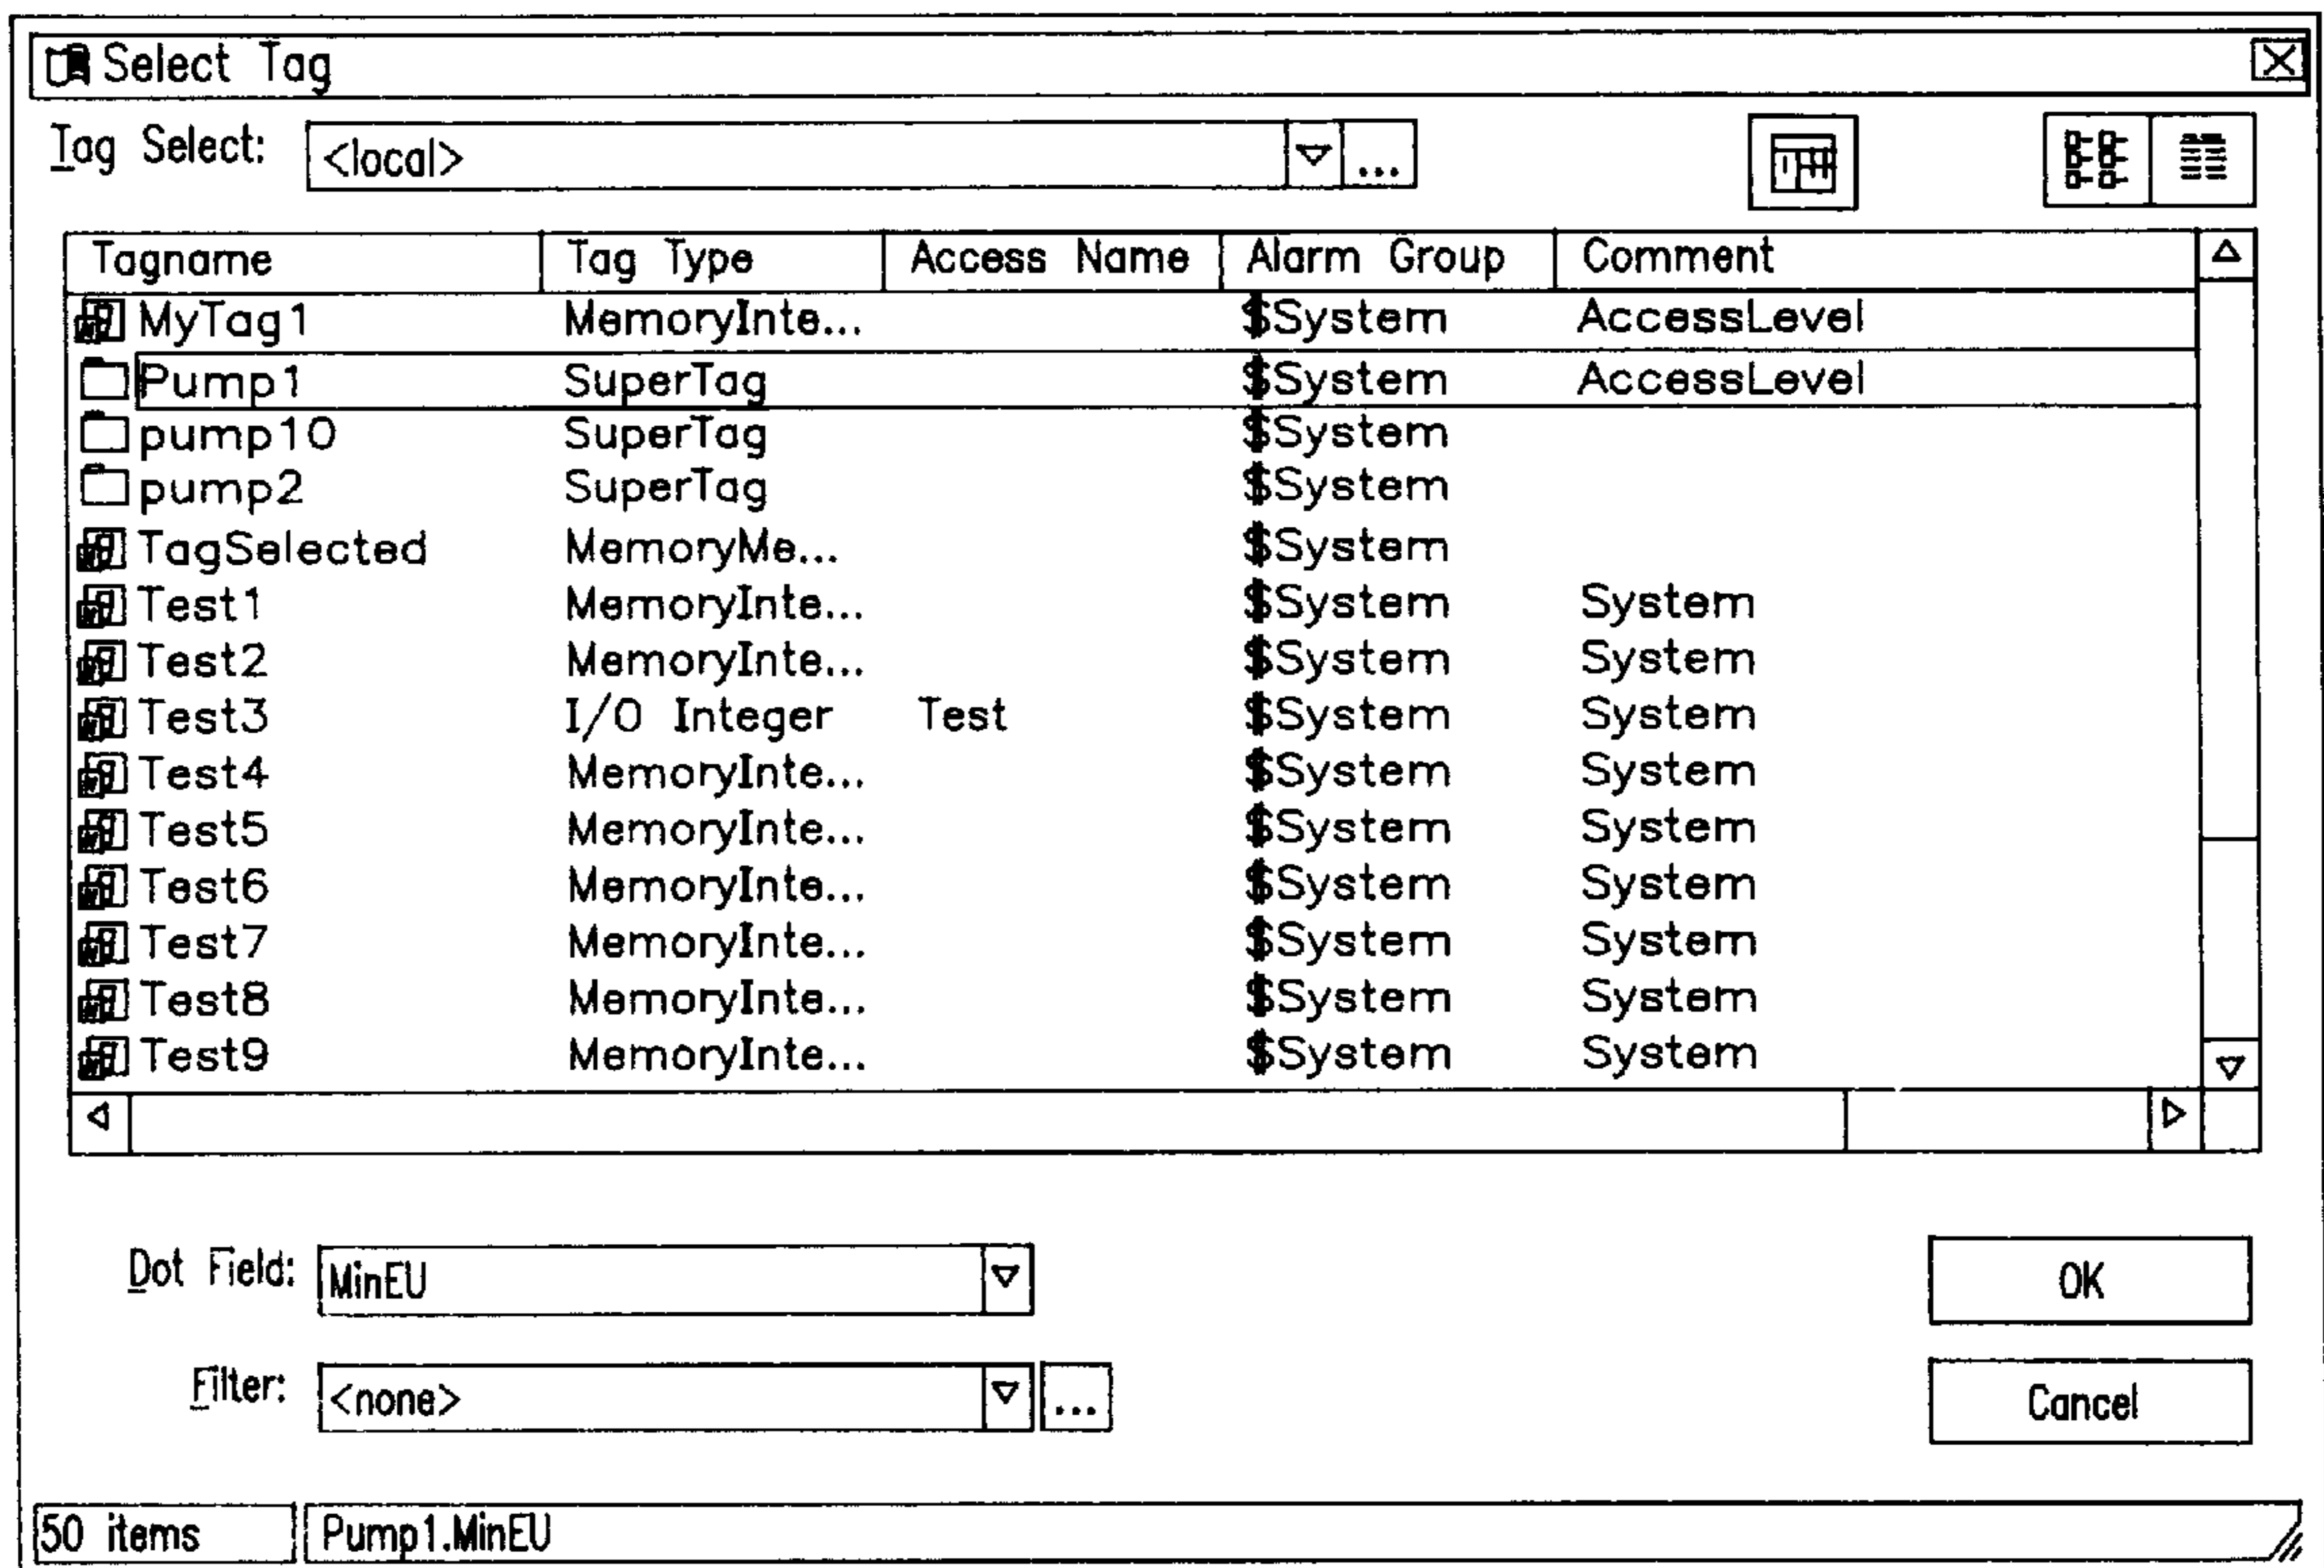 Select Tag
Tag Select: <local> ...
Tagname Tag Type Access Name Alarm Group Comment
MyTag1 MemoryInte... $System AccessLevel
Pump1 SuperTag $System AccessLevel
pump10 SuperTag $System
pump2 SuperTag $System
TagSelected MemoryMe... $System
Test1 MemoryInte... $System System
Test2 MemoryInte... $System System
Test3 I/O Integer Test $System System
Test4 MemoryInte... $System System
Test5 MemoryInte... $System System
Test6 MemoryInte... $System System
Test7 MemoryInte... $System System
Test8 MemoryInte... $System System
Test9 MemoryInte... $System System
Dot Field: MinEU OK
Filter: <none> ... Cancel
50 items Pump1.MinEU